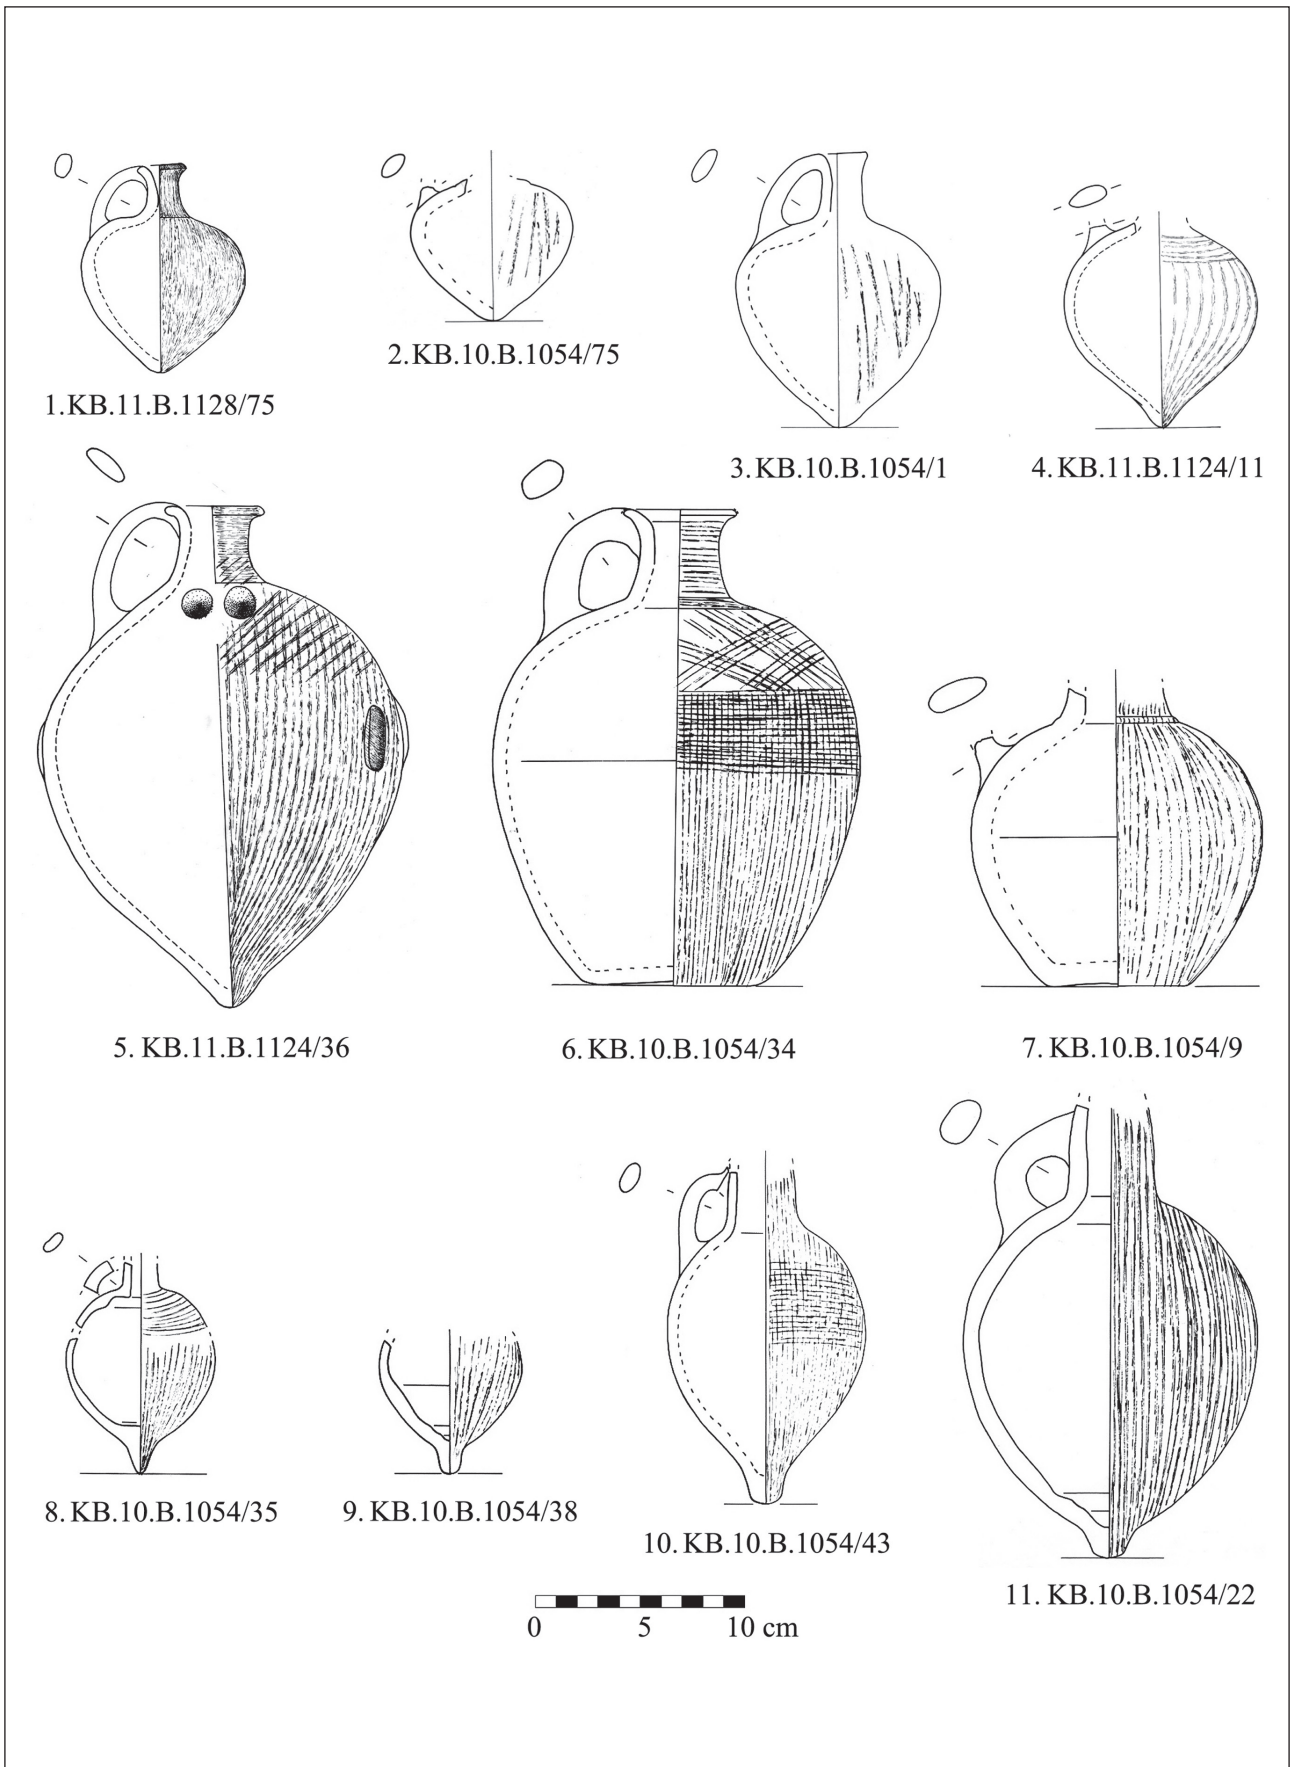 1.KB.11.B.1128/75
2.KB.10.B.1054/75
3.KB.10.B.1054/1
4.KB.11.B.1124/11
5. KB.11.B.1124/36
6.KB.10.B.1054/34
7. KB.10.B.1054/9
8.KB.10.B.1054/35
9.KB.10.B.1054/38
10.KB.10.B.1054/43
11. KB.10.B.1054/22
0 5 10 cm